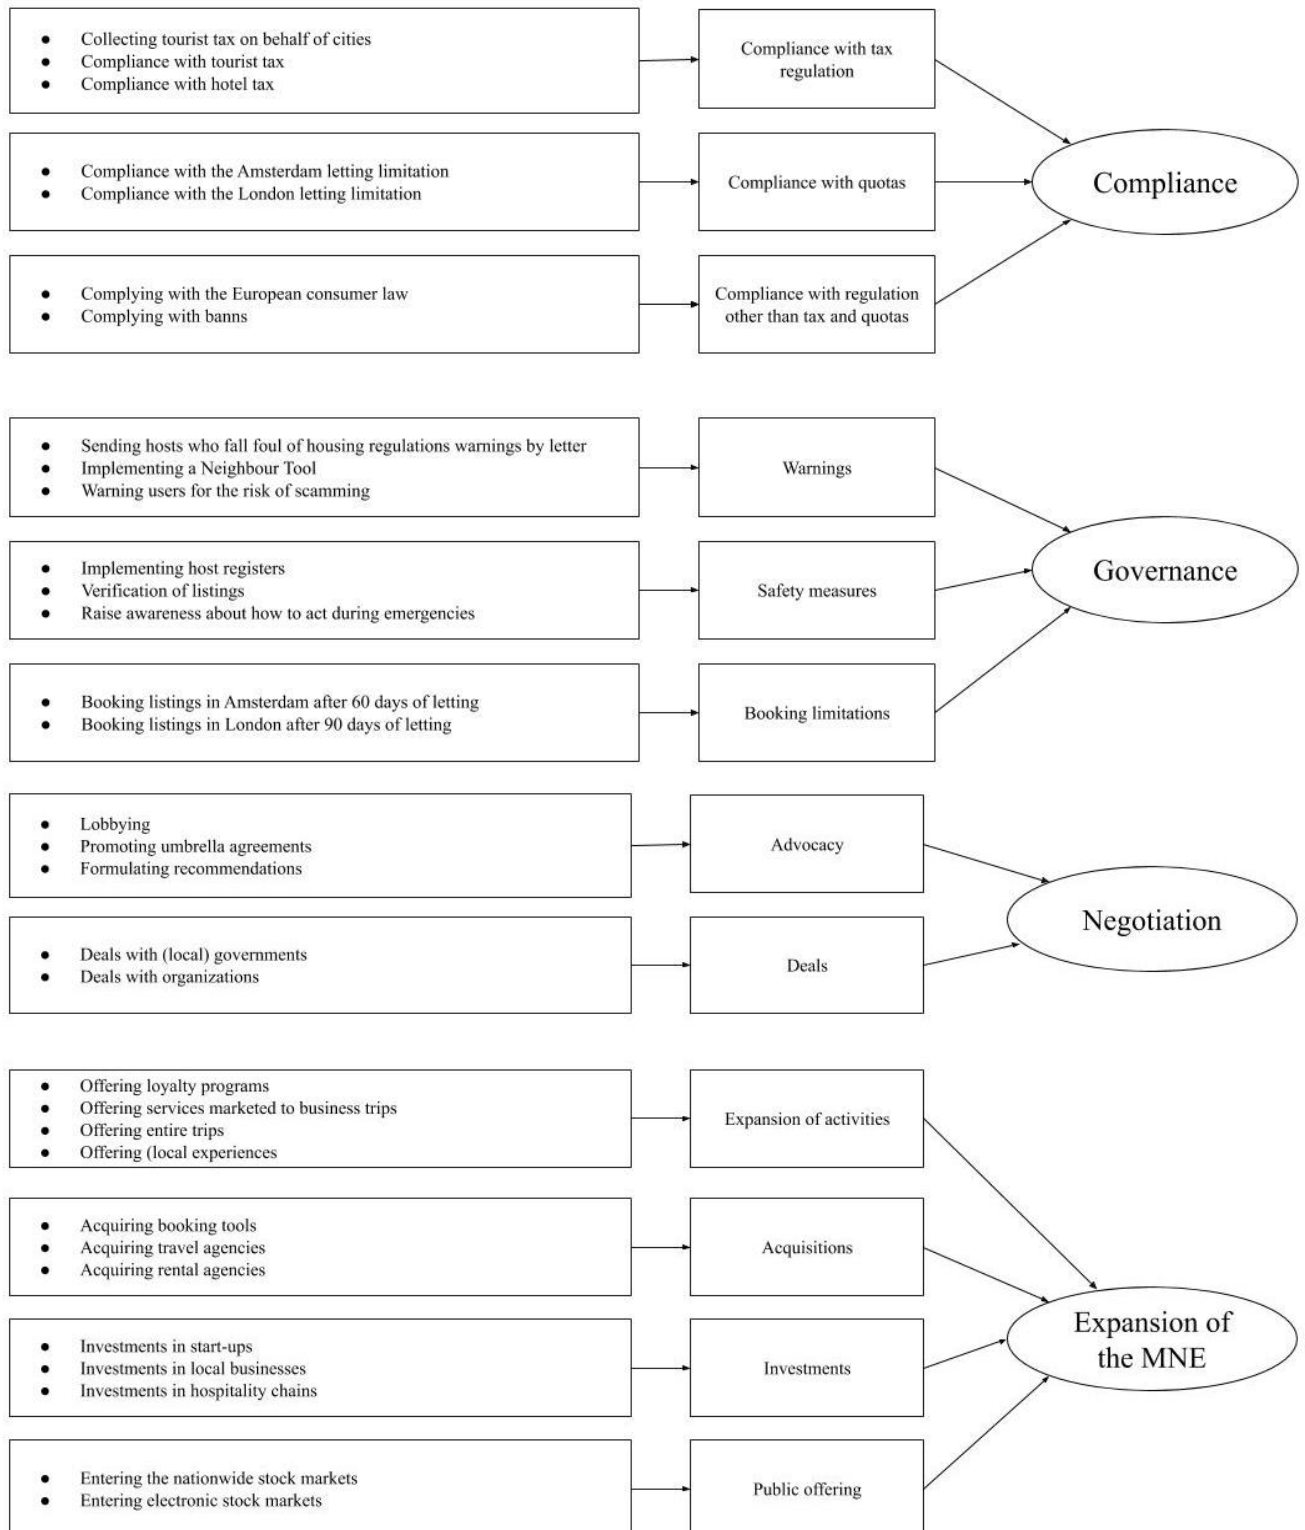 Collecting tourist tax on behalf of cities
Compliance with tourist tax
Compliance with hotel tax
Compliance with tax
regulation
Compliance with the Amsterdam letting limitation
Compliance with the London letting limitation
Compliance with quotas
Compliance
Complying with the European consumer law
Complying with banns
Compliance with regulation
other than tax and quotas
Sending hosts who fall foul of housing regulations warnings by letter
Implementing a Neighbour Tool
Warning users for the risk of scamming
Warnings
Implementing host registers
Verification of listings
Raise awareness about how to act during emergencies
Safety measures
Governance
Booking listings in Amsterdam after 60 days of letting
Booking listings in London after 90 days of letting
Booking limitations
Lobbying
Promoting umbrella agreements
Formulating recommendations
Advocacy
Negotiation
Deals with (local) governments
Deals with organizations
Deals
Offering loyalty programs
Offering services marketed to business trips
Offering entire trips
Offering (local experiences
Expansion of activities
Acquiring booking tools
Acquiring travel agencies
Acquiring rental agencies
Acquisitions
Expansion of
the MNE
Investments in start-ups
Investments in local businesses
Investments in hospitality chains
Investments
Entering the nationwide stock markets
Entering electronic stock markets
Public offering